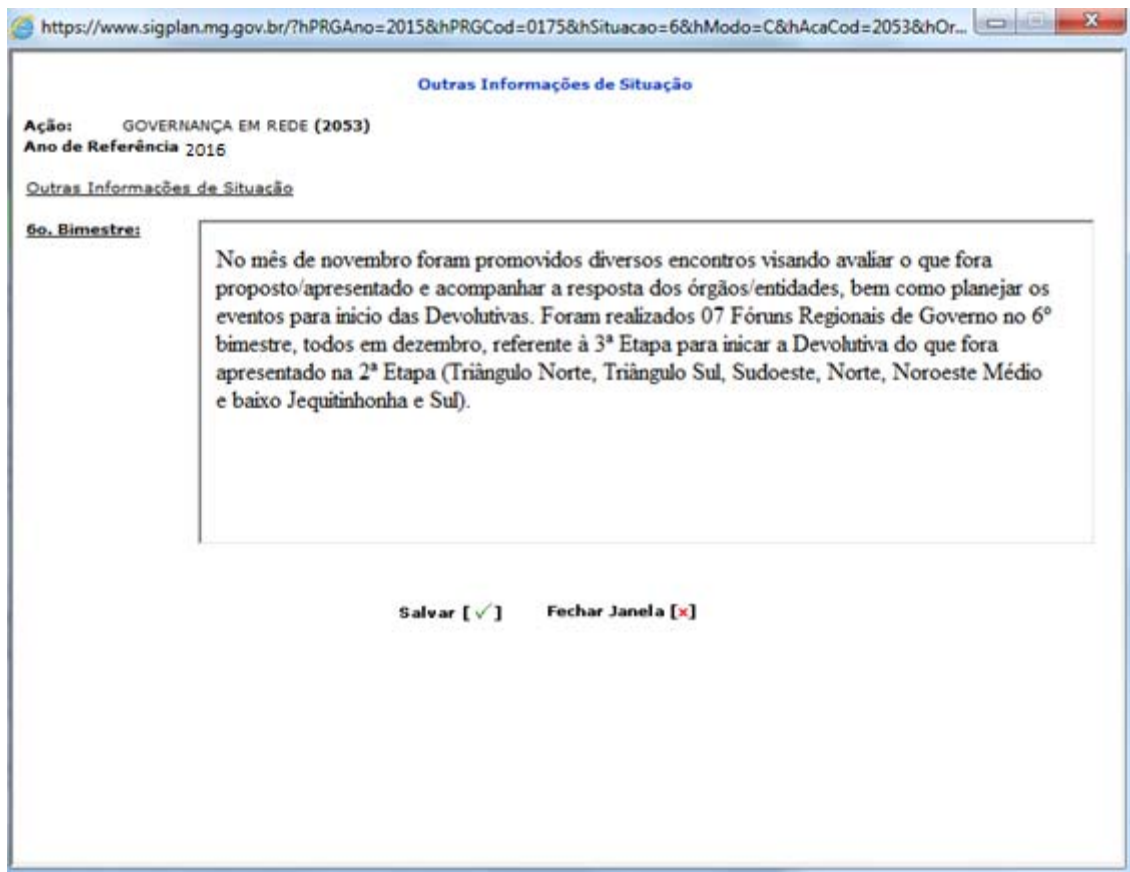 https://www.sigplan.mg.gov.br/?hPRGAno=2015&hPRGCod=0175&hSituacao=6&hModo=C&hAcaCod=2053&hOr...
Outras Informações de Situação
Ação: GOVERNANÇA EM REDE (2053)
Ano de Referência 2016
Outras Informações de Situação
6o. Bimestre:
No mês de novembro foram promovidos diversos encontros visando avaliar o que fora
proposto/apresentado e acompanhar a resposta dos órgãos/entidades, bem como planejar os
eventos para inicio das Devolutivas. Foram realizados 07 Fóruns Regionais de Governo no 6º
bimestre, todos em dezembro, referente à 3ª Etapa para inicar a Devolutiva do que fora
apresentado na 2ª Etapa (Triângulo Norte, Triângulo Sul, Sudoeste, Norte, Noroeste Médio
e baixo Jequitinhonha e Sul).
Salvar [✓] Fechar Janela [x]